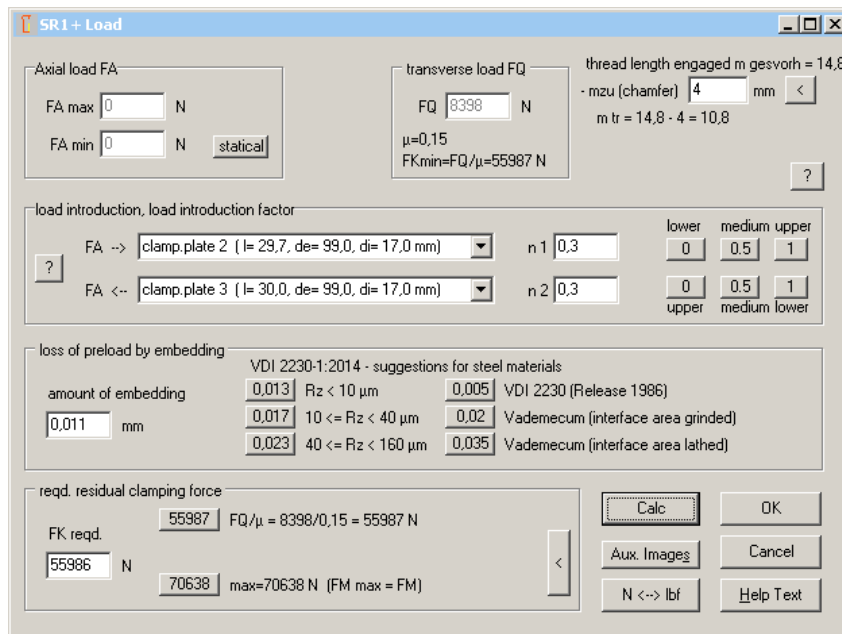 SR1+ Load
Axial load FA
FA max 0 N
FA min 0 N statical
transverse load FQ
FQ 8398 N
µ=0,15
FKmin=FQ/µ=55987 N
thread length engaged m gesvorh = 14,8
- mzu (chamfer) 4 mm <
m tr = 14,8 - 4 = 10,8
?
load introduction, load introduction factor
lower medium upper
FA --> clamp.plate 2 ( l= 29,7, de= 99,0, di= 17,0 mm) n 1 0,3 0 0.5 1
?
FA <-- clamp.plate 3 ( l= 30,0, de= 99,0, di= 17,0 mm) n 2 0,3 0 0.5 1
upper medium lower
loss of preload by embedding
VDI 2230-1:2014 - suggestions for steel materials
amount of embedding
0,011 mm
0,013 Rz < 10 µm 0,005 VDI 2230 (Release 1986)
0,017 10 <= Rz < 40 µm 0,02 Vademecum (interface area grinded)
0,023 40 <= Rz < 160 µm 0,035 Vademecum (interface area lathed)
reqd. residual clamping force
55987 FQ/µ = 8398/0,15 = 55987 N
FK reqd.
55986 N
<
70638 max=70638 N (FM max = FM)
Calc OK
Aux. Images Cancel
N <--> lbf Help Text